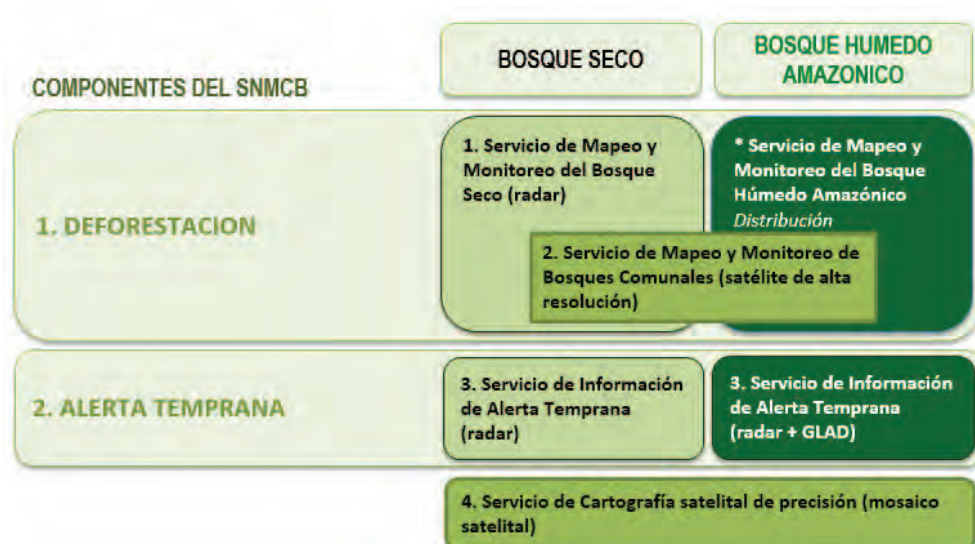 COMPONENTES DEL SNMCB
BOSQUE SECO
BOSQUE HUMEDO
AMAZONICO
1. DEFORESTACION
1. Servicio de Mapeo y
Monitoreo del Bosque
Seco (radar)
* Servicio de Mapeo y
Monitoreo del Bosque
Húmedo Amazónico
Distribución
2. Servicio de Mapeo y Monitoreo de
Bosques Comunales (satélite de alta
resolución)
2. ALERTA TEMPRANA
3. Servicio de Información
de Alerta Temprana
(radar)
3. Servicio de Información
de Alerta Temprana
(radar + GLAD)
4. Servicio de Cartografía satelital de precisión (mosaico
satelital)